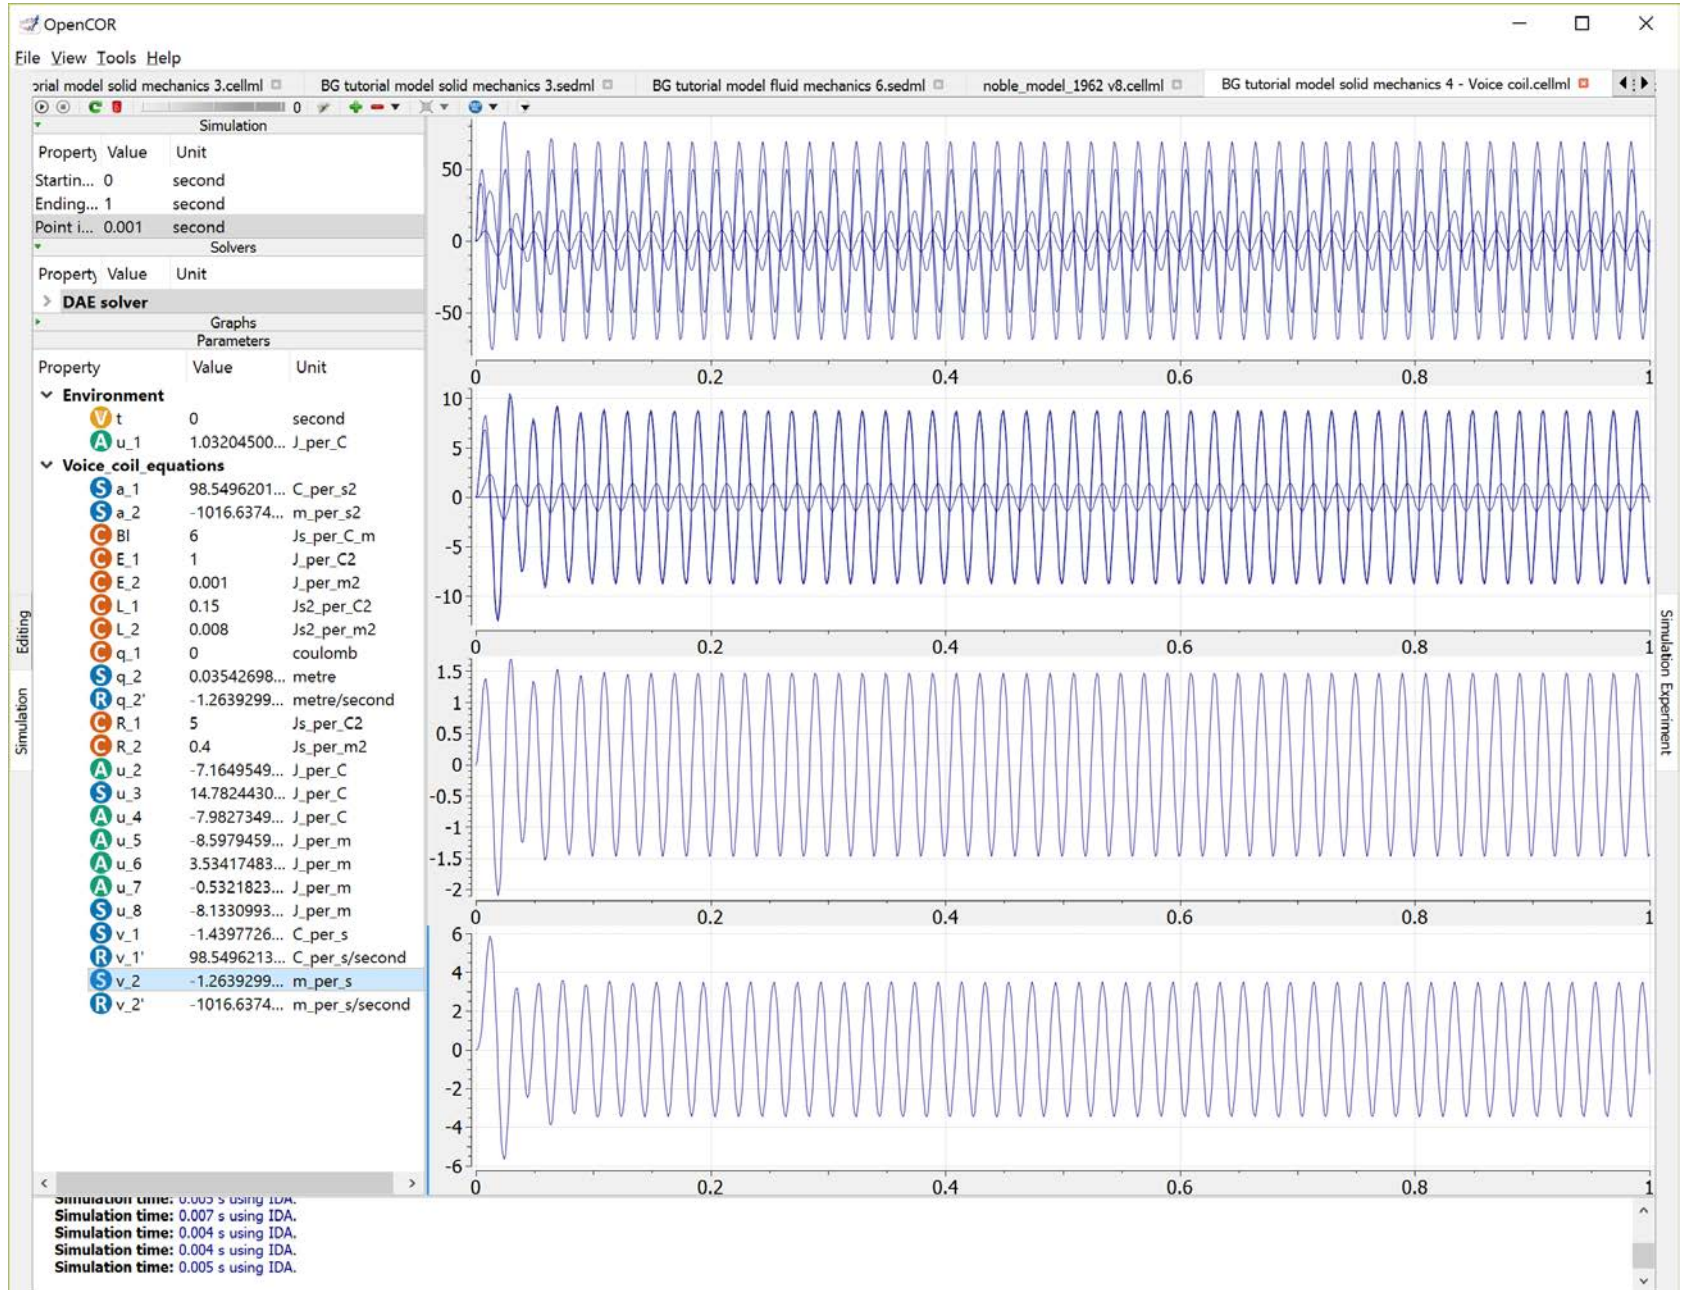 OpenCOR
File View Tools Help
orial model solid mechanics 3.cellml BG tutorial model solid mechanics 3.sedml BG tutorial model fluid mechanics 6.sedml noble_model_1962 v8.cellml BG tutorial model solid mechanics 4 - Voice coil.cellml
0
Simulation
Property Value Unit
Startin... 0 second
Ending... 1 second
Point i... 0.001 second
Solvers
Property Value Unit
DAE solver
Graphs
Parameters
Property Value Unit
Environment
V t 0 second
A u_1 1.03204500... J_per_C
Voice_coil_equations
S a_1 98.5496201... C_per_s2
S a_2 -1016.6374... m_per_s2
C Bl 6 Js_per_C_m
C E_1 1 J_per_C2
C E_2 0.001 J_per_m2
C L_1 0.15 Js2_per_C2
C L_2 0.008 Js2_per_m2
C q_1 0 coulomb
S q_2 0.03542698... metre
R q_2' -1.2639299... metre/second
C R_1 5 Js_per_C2
C R_2 0.4 Js_per_m2
A u_2 -7.1649549... J_per_C
S u_3 14.7824430... J_per_C
A u_4 -7.9827349... J_per_C
A u_5 -8.5979459... J_per_m
A u_6 3.53417483... J_per_m
A u_7 -0.5321823... J_per_m
S u_8 -8.1330993... J_per_m
S v_1 -1.4397726... C_per_s
R v_1' 98.5496213... C_per_s/second
S v_2 -1.2639299... m_per_s
R v_2' -1016.6374... m_per_s/second
Editing
Simulation
50
0
-50
0 0.2 0.4 0.6 0.8 1
10
5
0
-5
-10
0 0.2 0.4 0.6 0.8 1
1.5
1
0.5
0
-0.5
-1
-1.5
-2
0 0.2 0.4 0.6 0.8 1
6
4
2
0
-2
-4
-6
0 0.2 0.4 0.6 0.8 1
Simulation Experiment
Simulation time: 0.005 s using IDA.
Simulation time: 0.007 s using IDA.
Simulation time: 0.004 s using IDA.
Simulation time: 0.004 s using IDA.
Simulation time: 0.005 s using IDA.